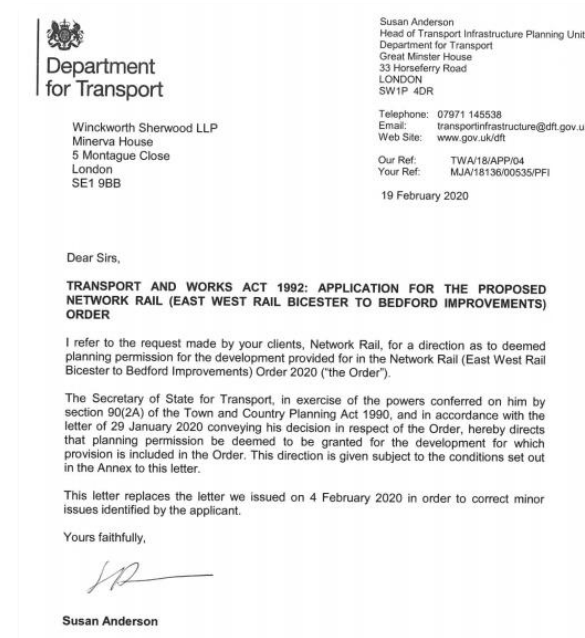 Department
for Transport
Susan Anderson
Head of Transport Infrastructure Planning Unit
Department for Transport
Great Minster House
33 Horseferry Road
LONDON
SW1P 4DR
Telephone: 07971 145538
Email: transportinfrastructure@dft.gov.u
Web Site: www.gov.uk/dft
Our Ref: TWA/18/APP/04
Your Ref: MJA/18136/00535/PFI
19 February 2020
Winckworth Sherwood LLP
Minerva House
5 Montague Close
London
SE1 9BB
Dear Sirs,
TRANSPORT AND WORKS ACT 1992: APPLICATION FOR THE PROPOSED
NETWORK RAIL (EAST WEST RAIL BICESTER TO BEDFORD IMPROVEMENTS)
ORDER
I refer to the request made by your clients, Network Rail, for a direction as to deemed
planning permission for the development provided for in the Network Rail (East West Rail
Bicester to Bedford Improvements) Order 2020 ("the Order").
The Secretary of State for Transport, in exercise of the powers conferred on him by
section 90(2A) of the Town and Country Planning Act 1990, and in accordance with the
letter of 29 January 2020 conveying his decision in respect of the Order, hereby directs
that planning permission be deemed to be granted for the development for which
provision is included in the Order. This direction is given subject to the conditions set out
in the Annex to this letter.
This letter replaces the letter we issued on 4 February 2020 in order to correct minor
issues identified by the applicant.
Yours faithfully,
Susan Anderson